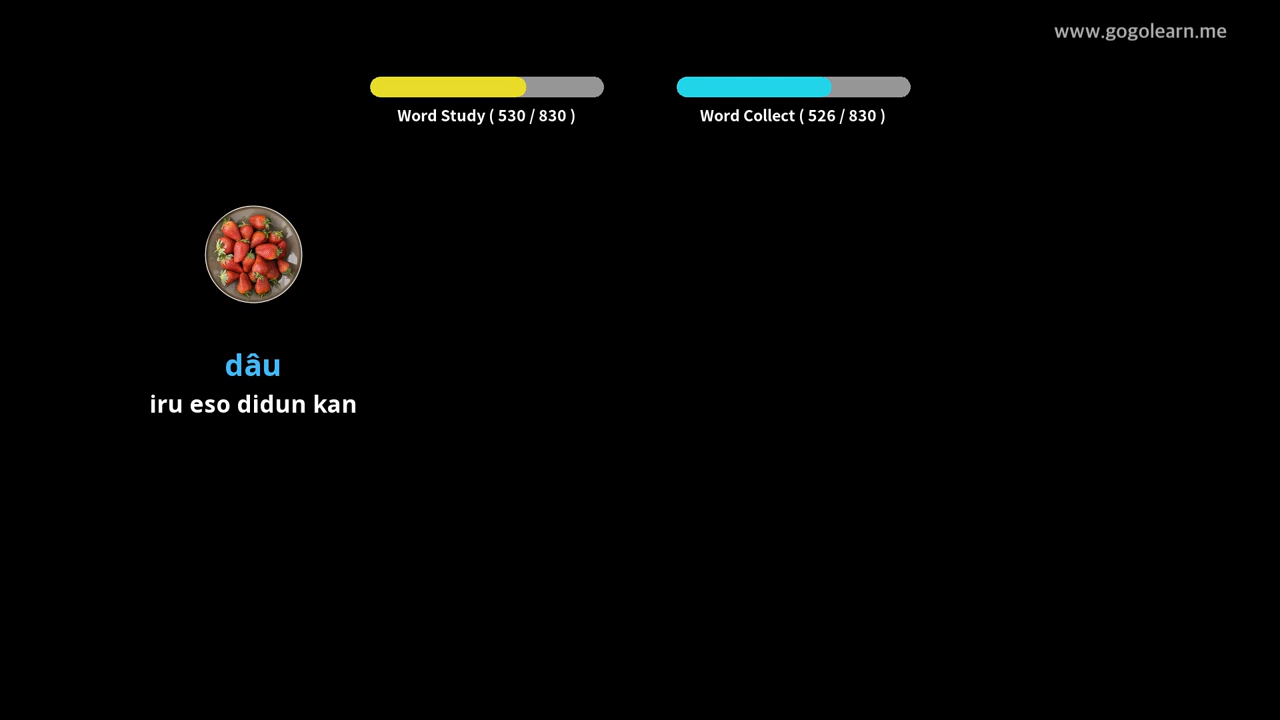 www.gogolearn.me
Word Study ( 530 / 830 )
Word Collect ( 526 / 830 )
dâu
iru eso didun kan